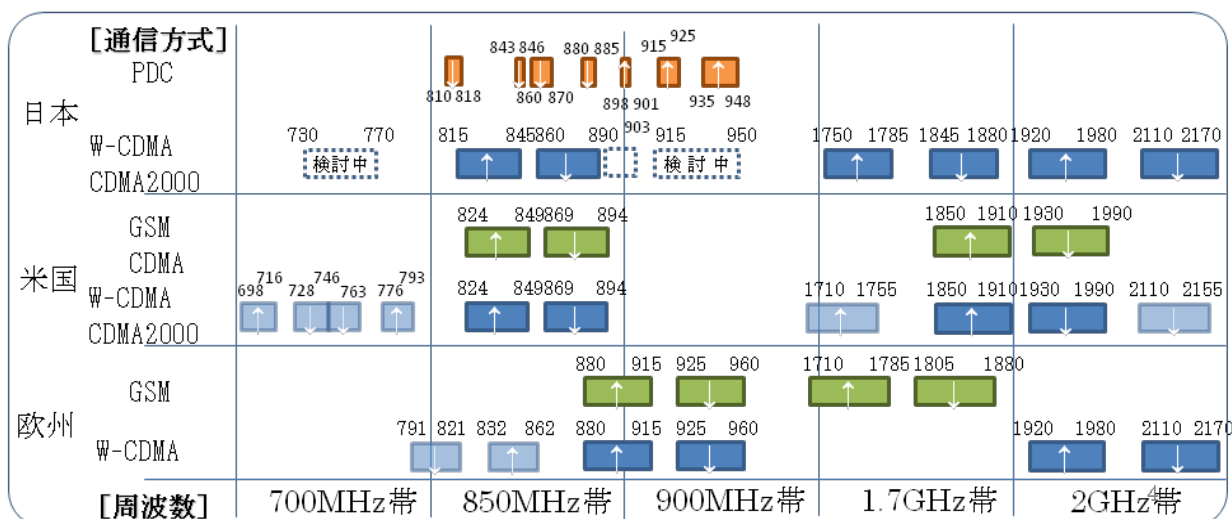 [通信方式]
PDC
843 846 880 885 915 925
810 818 860 870 898 901 935 948
日本
W-CDMA
CDMA2000
730 770 815 845 860 890 903 915 950 1750 1785 1845 1880 1920 1980 2110 2170
検討中 検討中
米国
GSM
CDMA
824 849 869 894 1850 1910 1930 1990
W-CDMA
CDMA2000
698 716 728 746 763 776 793 824 849 869 894 1710 1755 1850 1910 1930 1990 2110 2155
欧州
GSM
880 915 925 960 1710 1785 1805 1880
W-CDMA
791 821 832 862 880 915 925 960 1920 1980 2110 2170
[周波数] 700MHz帯 850MHz帯 900MHz帯 1.7GHz帯 2GHz帯
4